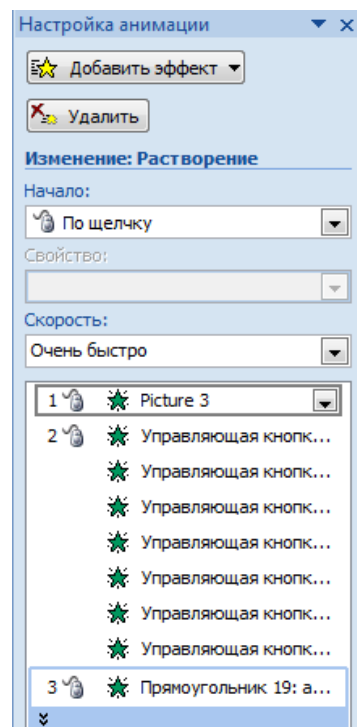 Настройка анимации
Добавить эффект
Удалить
Изменение: Растворение
Начало:
По щелчку
Свойство:
Скорость:
Очень быстро
1 Picture 3
2 Управляющая кнопк...
Управляющая кнопк...
Управляющая кнопк...
Управляющая кнопк...
Управляющая кнопк...
Управляющая кнопк...
Управляющая кнопк...
3 Прямоугольник 19: а...